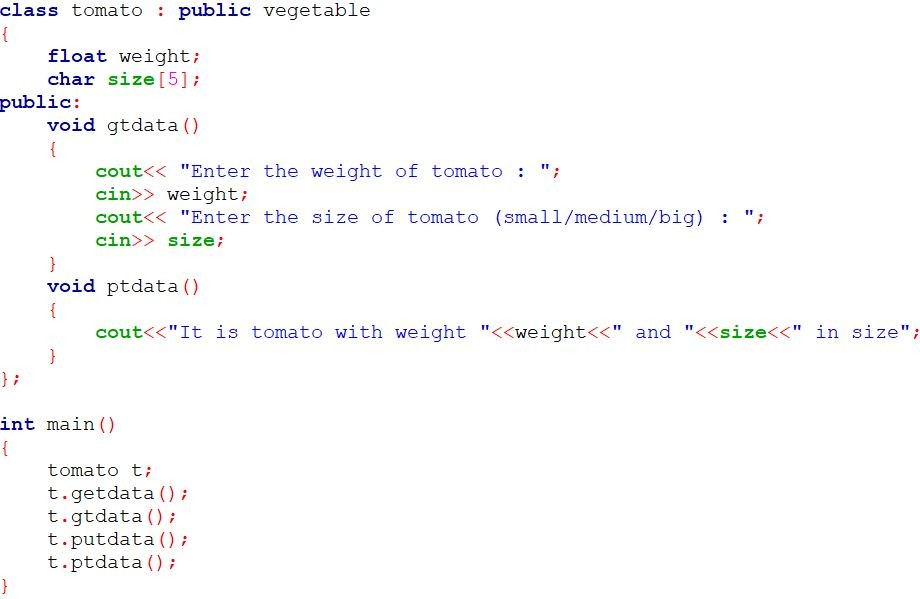 class tomato : public vegetable
{
    float weight;
    char size[5];
public:
    void gtdata()
    {
        cout<< "Enter the weight of tomato : ";
        cin>> weight;
        cout<< "Enter the size of tomato (small/medium/big) : ";
        cin>> size;
    }
    void ptdata()
    {
        cout<<"It is tomato with weight "<<weight<<" and "<<size<<" in size";
    }
};

int main()
{
    tomato t;
    t.getdata();
    t.gtdata();
    t.putdata();
    t.ptdata();
}